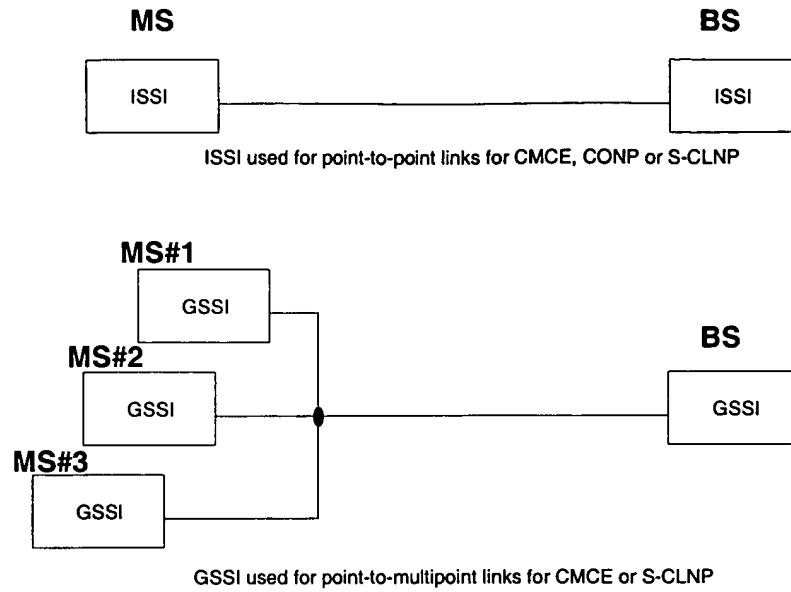 MS BS
ISSI ISSI
ISSI used for point-to-point links for CMCE, CONP or S-CLNP
MS#1
GSSI
MS#2
BS
GSSI
GSSI
MS#3
GSSI
GSSI used for point-to-multipoint links for CMCE or S-CLNP